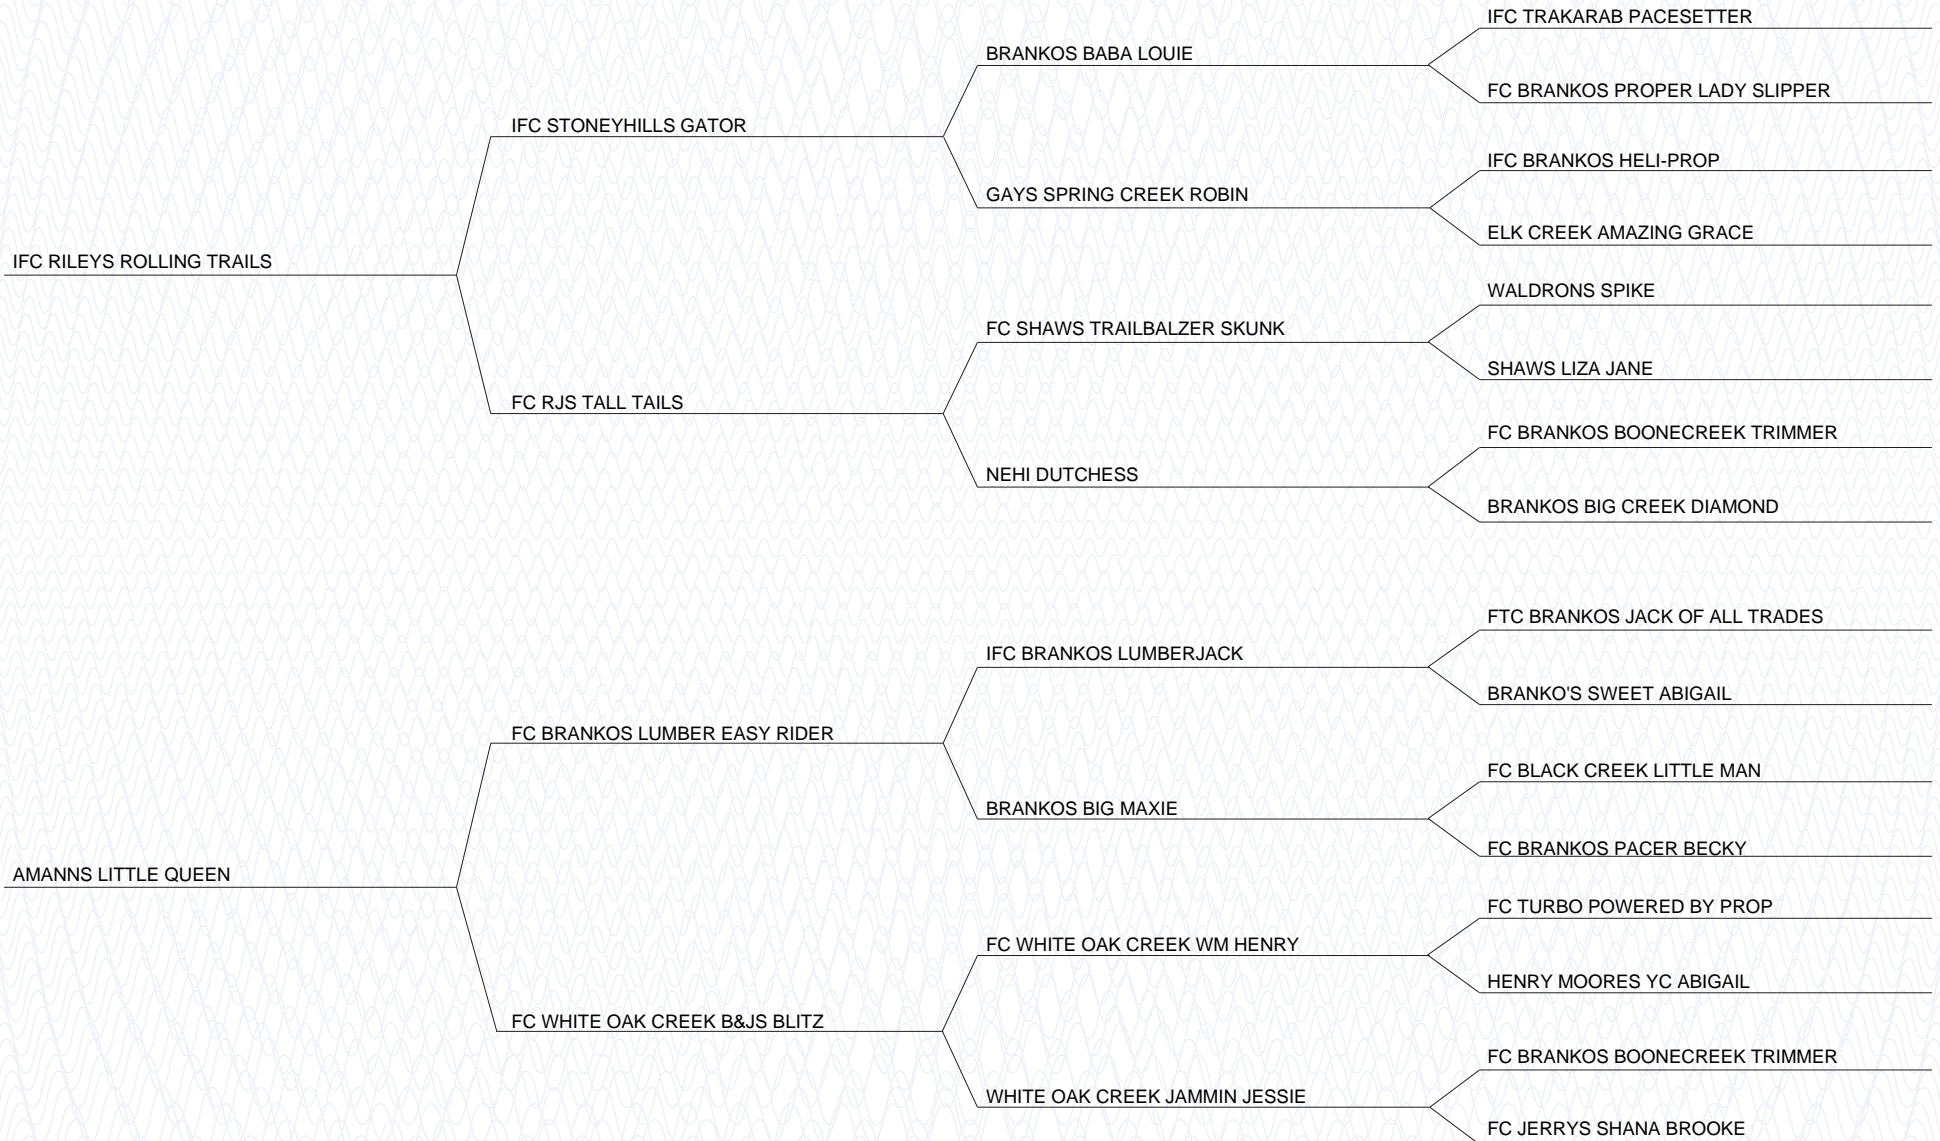 IFC TRAKARAB PACESETTER
BRANKOS BABA LOUIE
FC BRANKOS PROPER LADY SLIPPER
IFC STONEYHILLS GATOR
IFC BRANKOS HELI-PROP
GAYS SPRING CREEK ROBIN
ELK CREEK AMAZING GRACE
IFC RILEYS ROLLING TRAILS
WALDRONS SPIKE
FC SHAWS TRAILBALZER SKUNK
SHAWS LIZA JANE
FC RJS TALL TAILS
FC BRANKOS BOONECREEK TRIMMER
NEHI DUTCHESS
BRANKOS BIG CREEK DIAMOND
FTC BRANKOS JACK OF ALL TRADES
IFC BRANKOS LUMBERJACK
BRANKO'S SWEET ABIGAIL
FC BRANKOS LUMBER EASY RIDER
FC BLACK CREEK LITTLE MAN
BRANKOS BIG MAXIE
FC BRANKOS PACER BECKY
AMANNS LITTLE QUEEN
FC TURBO POWERED BY PROP
FC WHITE OAK CREEK WM HENRY
HENRY MOORES YC ABIGAIL
FC WHITE OAK CREEK B&JS BLITZ
FC BRANKOS BOONECREEK TRIMMER
WHITE OAK CREEK JAMMIN JESSIE
FC JERRYS SHANA BROOKE